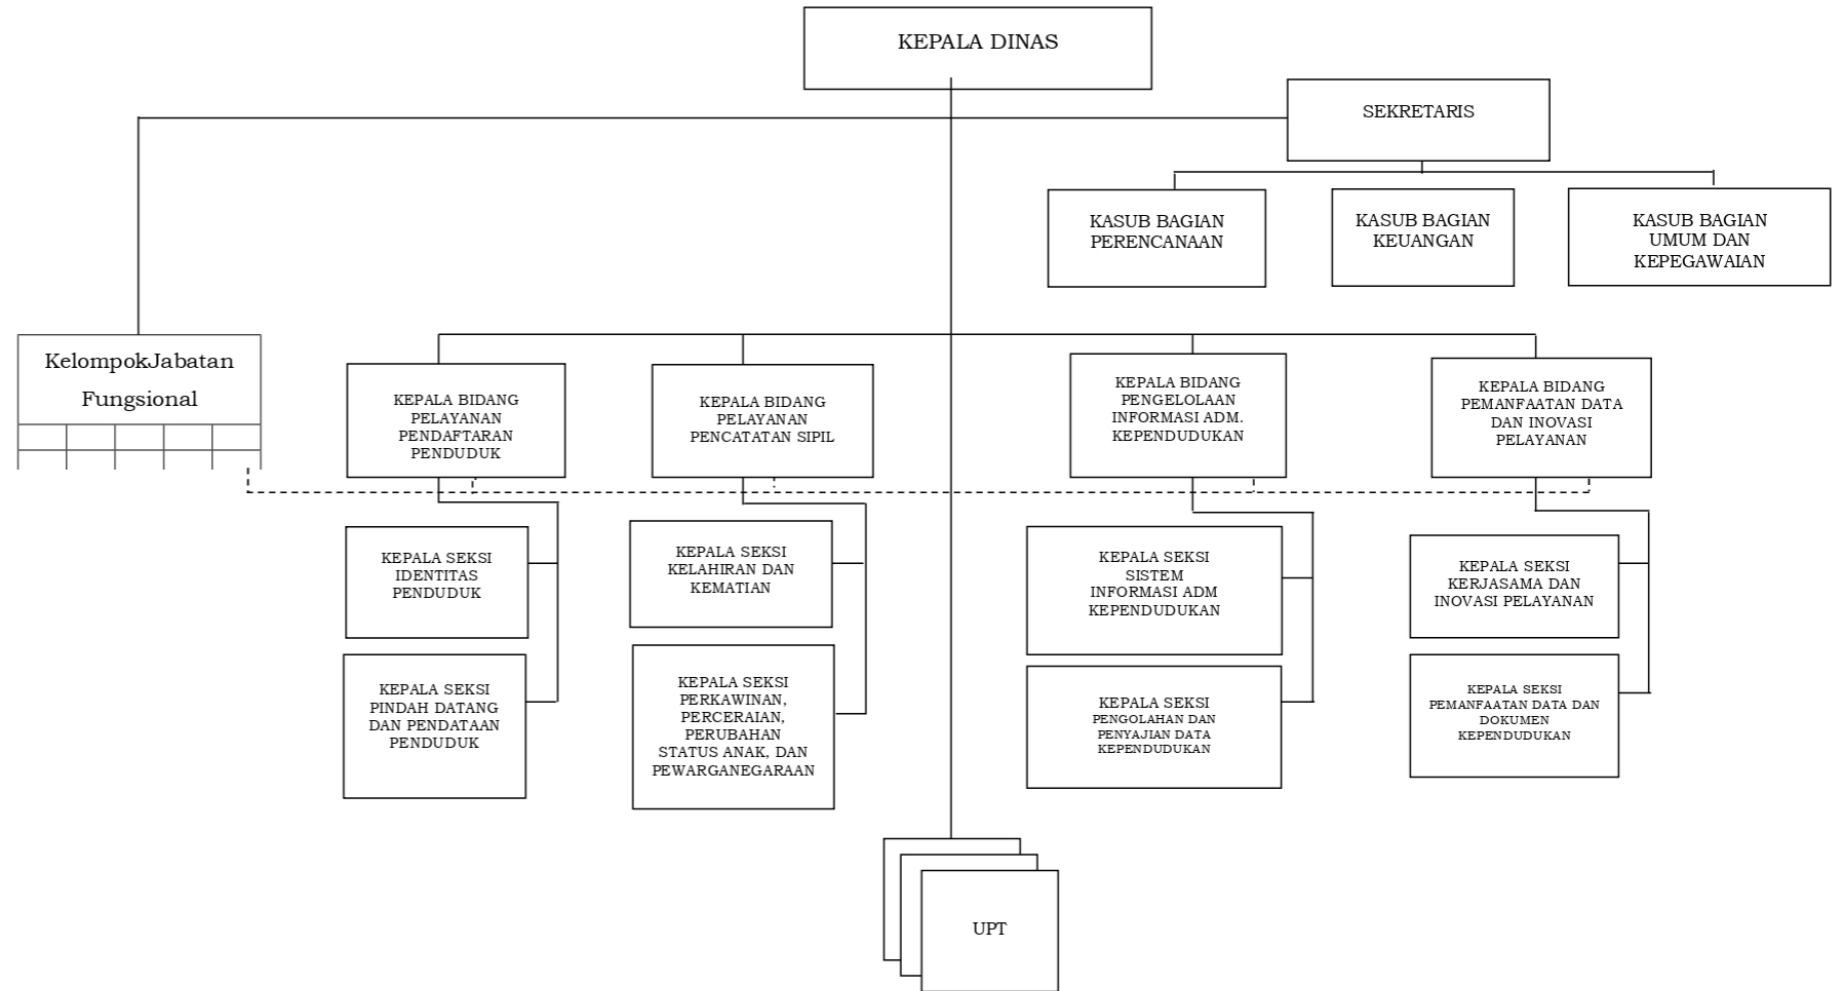 KEPALA DINAS
SEKRETARIS
KASUB BAGIAN
PERENCANAAN
KASUB BAGIAN
KEUANGAN
KASUB BAGIAN
UMUM DAN
KEPEGAWAIAN
KelompokJabatan
Fungsional
KEPALA BIDANG
PELAYANAN
PENDAFTARAN
PENDUDUK
KEPALA BIDANG
PELAYANAN
PENCATATAN SIPIL
KEPALA BIDANG
PENGELOLAAN
INFORMASI ADM.
KEPENDUDUKAN
KEPALA BIDANG
PEMANFAATAN DATA
DAN INOVASI
PELAYANAN
KEPALA SEKSI
IDENTITAS
PENDUDUK
KEPALA SEKSI
KELAHIRAN DAN
KEMATIAN
KEPALA SEKSI
SISTEM
INFORMASI ADM
KEPENDUDUKAN
KEPALA SEKSI
KERJASAMA DAN
INOVASI PELAYANAN
KEPALA SEKSI
PINDAH DATANG
DAN PENDATAAN
PENDUDUK
KEPALA SEKSI
PERKAWINAN,
PERCERAIAN,
PERUBAHAN
STATUS ANAK, DAN
PEWARGANEGARAAN
KEPALA SEKSI
PENGOLAHAN DAN
PENYAJIAN DATA
KEPENDUDUKAN
KEPALA SEKSI
PEMANFAATAN DATA DAN
DOKUMEN
KEPENDUDUKAN
UPT